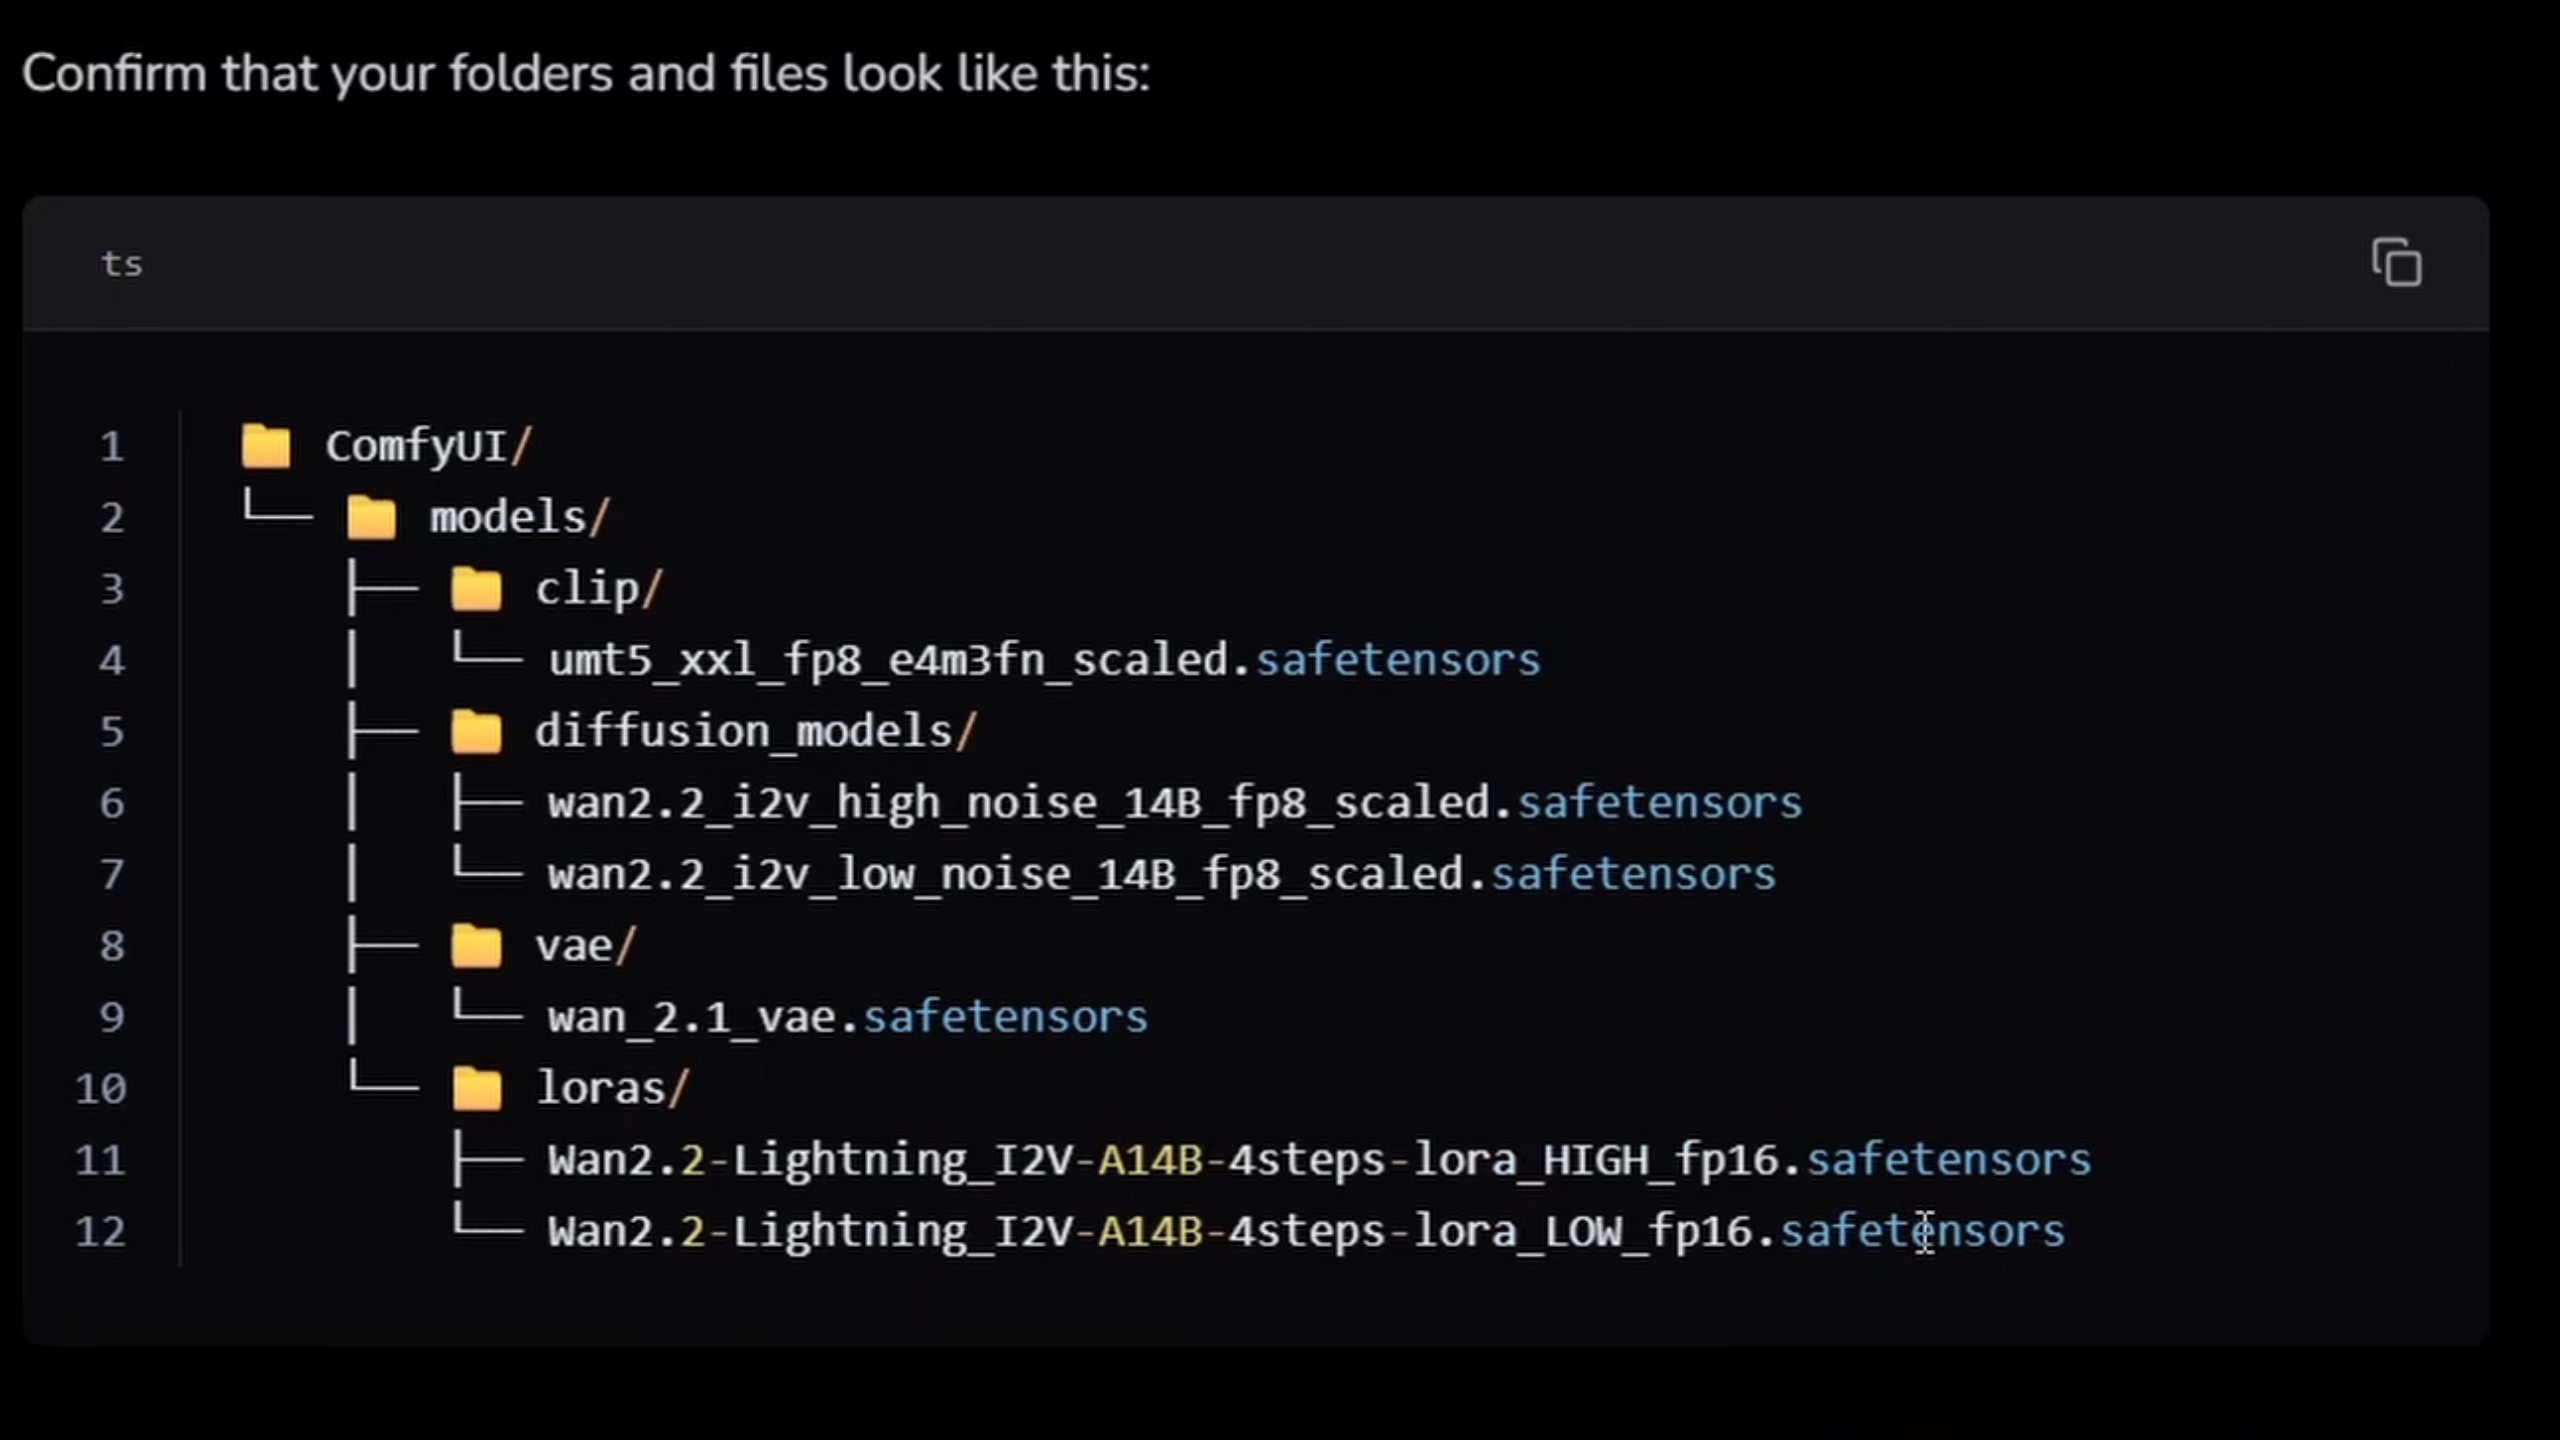 Confirm that your folders and files look like this:
ts
1 📁 ComfyUI/
2 └── 📁 models/
3 ├── 📁 clip/
4 │ └── umt5_xxl_fp8_e4m3fn_scaled.safetensors
5 ├── 📁 diffusion_models/
6 │ ├── wan2.2_i2v_high_noise_14B_fp8_scaled.safetensors
7 │ └── wan2.2_i2v_low_noise_14B_fp8_scaled.safetensors
8 ├── 📁 vae/
9 │ └── wan_2.1_vae.safetensors
10 └── 📁 loras/
11 ├── Wan2.2-Lightning_I2V-A14B-4steps-lora_HIGH_fp16.safetensors
12 └── Wan2.2-Lightning_I2V-A14B-4steps-lora_LOW_fp16.safetensors